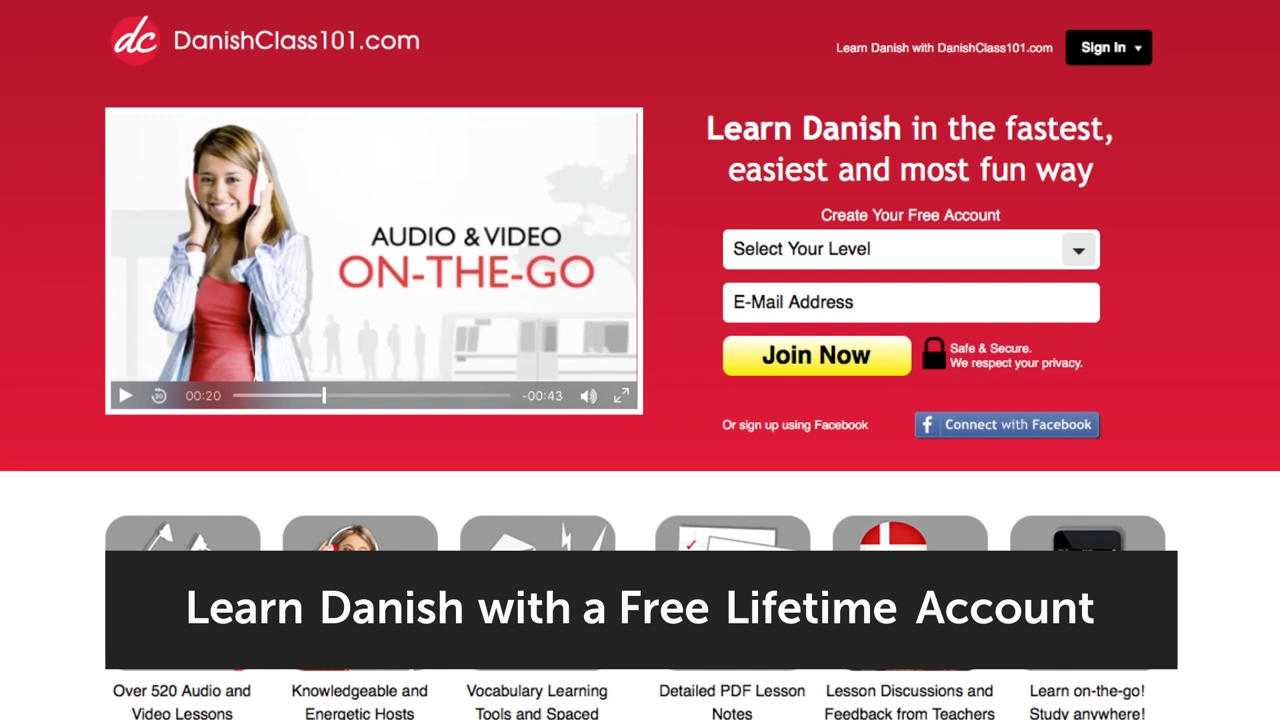 dc DanishClass101.com
Learn Danish with DanishClass101.com
Sign In
AUDIO & VIDEO
ON-THE-GO
30
00:20
-00:43
Learn Danish in the fastest,
easiest and most fun way
Create Your Free Account
Select Your Level
E-Mail Address
Join Now
Safe & Secure.
We respect your privacy.
Or sign up using Facebook
f Connect with Facebook
Learn Danish with a Free Lifetime Account
Over 520 Audio and
Video Lessons
Knowledgeable and
Energetic Hosts
Vocabulary Learning
Tools and Spaced
Detailed PDF Lesson
Notes
Lesson Discussions and
Feedback from Teachers
Learn on-the-go!
Study anywhere!